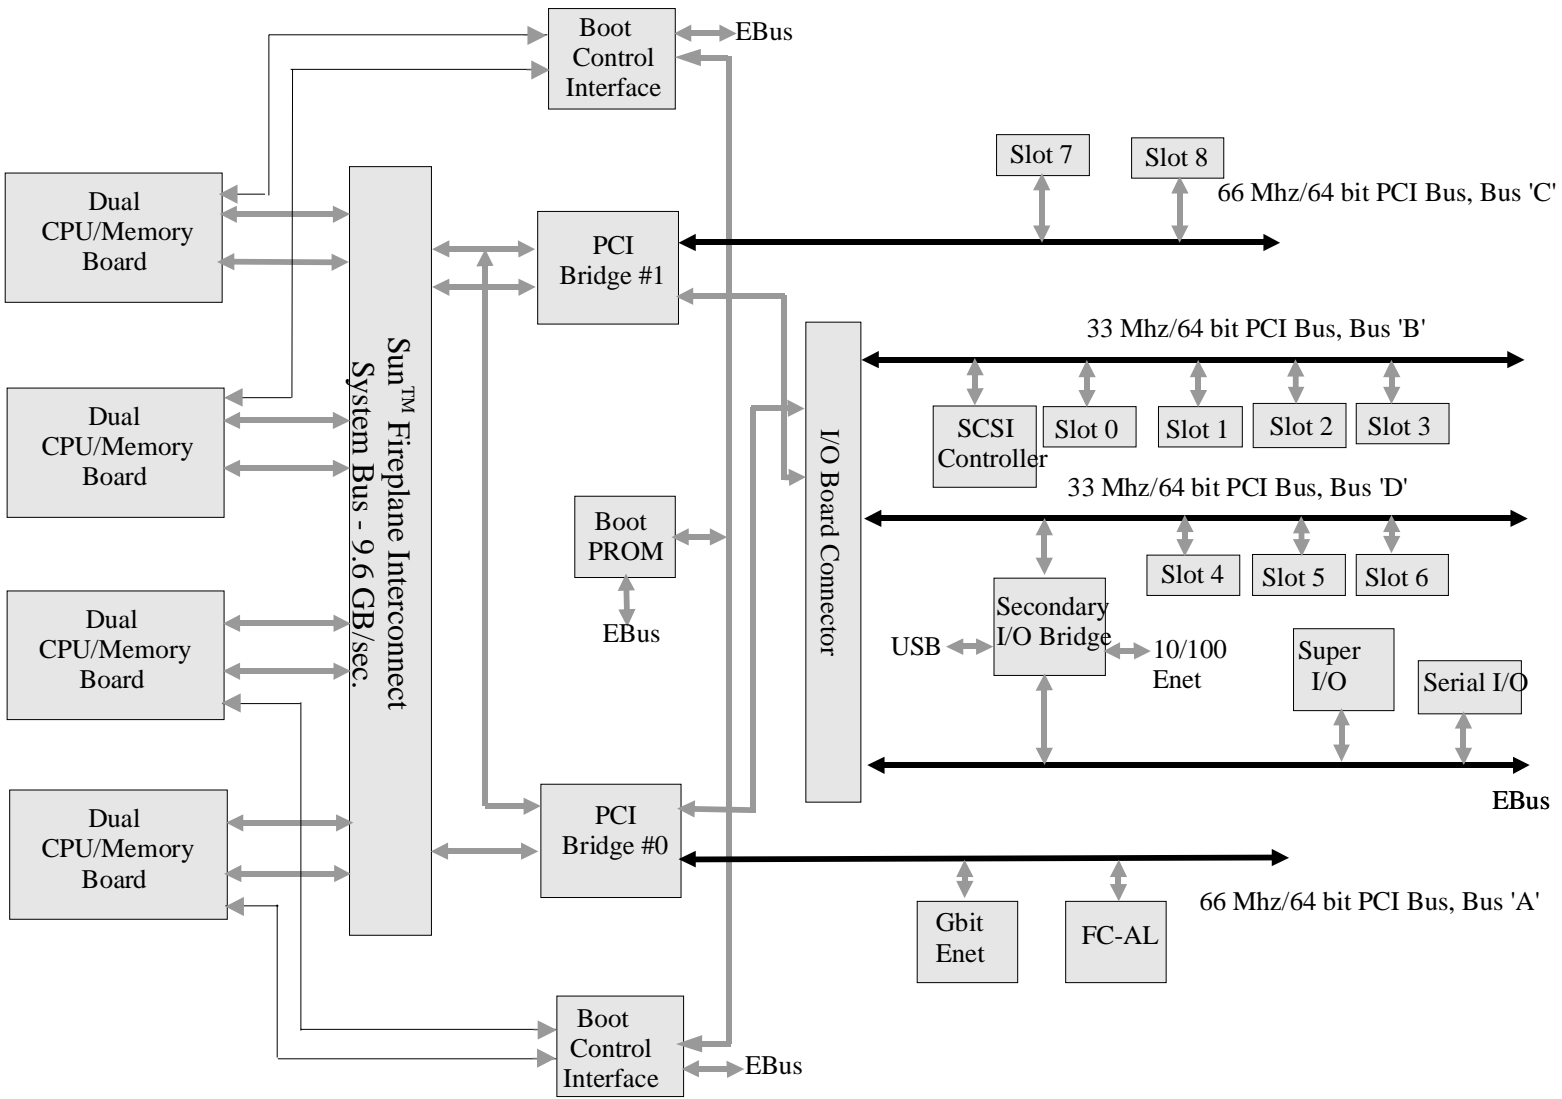 Boot
Control
Interface
EBus
Slot 7
Slot 8
66 Mhz/64 bit PCI Bus, Bus 'C'
Dual
CPU/Memory
Board
PCI
Bridge #1
33 Mhz/64 bit PCI Bus, Bus 'B'
Sun™ Fireplane Interconnect
System Bus - 9.6 GB/sec.
Dual
CPU/Memory
Board
SCSI
Controller
Slot 0
Slot 1
Slot 2
Slot 3
I/O Board Connector
33 Mhz/64 bit PCI Bus, Bus 'D'
Boot
PROM
EBus
Slot 4
Slot 5
Slot 6
Dual
CPU/Memory
Board
Secondary
I/O Bridge
USB
10/100
Enet
Super
I/O
Serial I/O
EBus
Dual
CPU/Memory
Board
PCI
Bridge #0
66 Mhz/64 bit PCI Bus, Bus 'A'
Gbit
Enet
FC-AL
Boot
Control
Interface
EBus